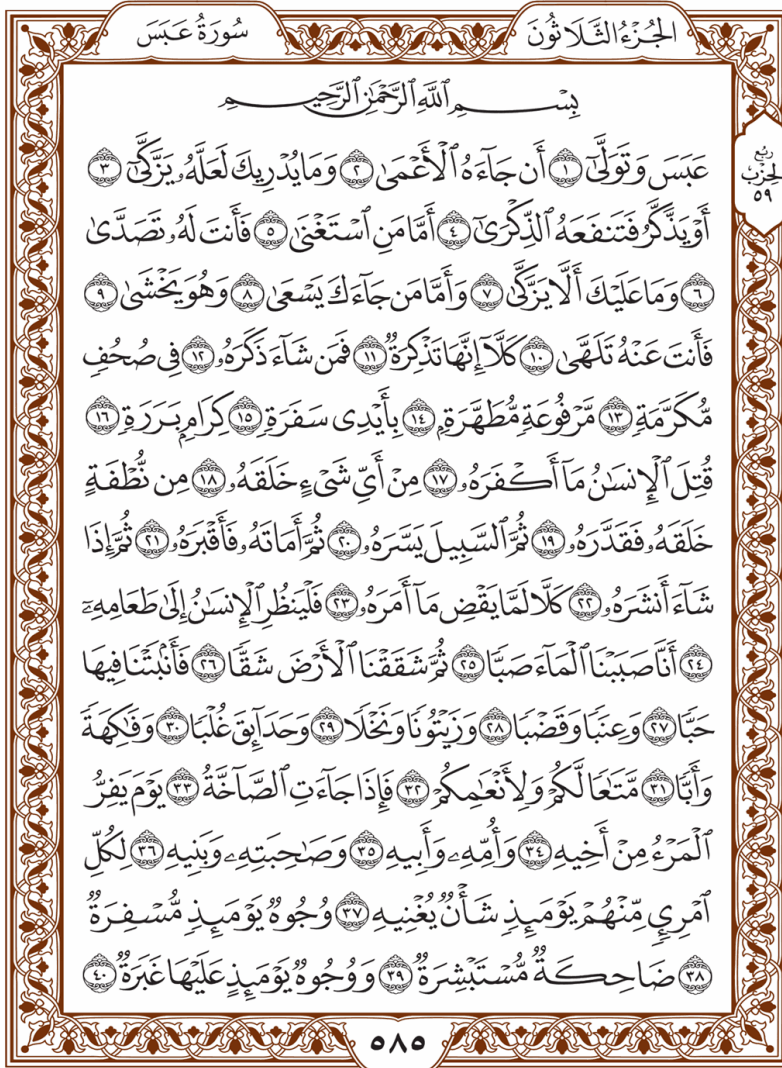 الجُزْءُ الثَّلَاثُونَ
سُورَةُ عَبَسَ
بِسْمِ ٱللَّهِ ٱلرَّحْمَٰنِ ٱلرَّحِيمِ
رُبْع
الحِزْب
٥٩
عَبَسَ وَتَوَلَّىٰٓ ١ أَن جَآءَهُ ٱلْأَعْمَىٰ ٢ وَمَا يُدْرِيكَ لَعَلَّهُۥ يَزَّكَّىٰٓ ٣
أَوْ يَذَّكَّرُ فَتَنفَعَهُ ٱلذِّكْرَىٰٓ ٤ أَمَّا مَنِ ٱسْتَغْنَىٰ ٥ فَأَنتَ لَهُۥ تَصَدَّىٰ
٦ وَمَا عَلَيْكَ أَلَّا يَزَّكَّىٰ ٧ وَأَمَّا مَن جَآءَكَ يَسْعَىٰ ٨ وَهُوَ يَخْشَىٰ ٩
فَأَنتَ عَنْهُ تَلَهَّىٰ ١٠ كَلَّآ إِنَّهَا تَذْكِرَةٌ ١١ فَمَن شَآءَ ذَكَرَهُۥ ١٢ فِى صُحُفٍ
مُّكَرَّمَةٍ ١٣ مَّرْفُوعَةٍ مُّطَهَّرَةٍۭ ١٤ بِأَيْدِى سَفَرَةٍ ١٥ كِرَامٍۭ بَرَرَةٍ ١٦
قُتِلَ ٱلْإِنسَٰنُ مَآ أَكْفَرَهُۥ ١٧ مِنْ أَىِّ شَىْءٍ خَلَقَهُۥ ١٨ مِن نُّطْفَةٍ
خَلَقَهُۥ فَقَدَّرَهُۥ ١٩ ثُمَّ ٱلسَّبِيلَ يَسَّرَهُۥ ٢٠ ثُمَّ أَمَاتَهُۥ فَأَقْبَرَهُۥ ٢١ ثُمَّ إِذَا
شَآءَ أَنشَرَهُۥ ٢٢ كَلَّا لَمَّا يَقْضِ مَآ أَمَرَهُۥ ٢٣ فَلْيَنظُرِ ٱلْإِنسَٰنُ إِلَىٰ طَعَامِهِۦٓ
٢٤ أَنَّا صَبَبْنَا ٱلْمَآءَ صَبًّا ٢٥ ثُمَّ شَقَقْنَا ٱلْأَرْضَ شَقًّا ٢٦ فَأَنۢبَتْنَا فِيهَا
حَبًّا ٢٧ وَعِنَبًا وَقَضْبًا ٢٨ وَزَيْتُونًا وَنَخْلًا ٢٩ وَحَدَآئِقَ غُلْبًا ٣٠ وَفَٰكِهَةً
وَأَبًّا ٣١ مَّتَٰعًا لَّكُمْ وَلِأَنْعَٰمِكُمْ ٣٢ فَإِذَا جَآءَتِ ٱلصَّآخَّةُ ٣٣ يَوْمَ يَفِرُّ
ٱلْمَرْءُ مِنْ أَخِيهِ ٣٤ وَأُمِّهِۦ وَأَبِيهِ ٣٥ وَصَٰحِبَتِهِۦ وَبَنِيهِ ٣٦ لِكُلِّ
ٱمْرِئٍ مِّنْهُمْ يَوْمَئِذٍ شَأْنٌ يُغْنِيهِ ٣٧ وُجُوهٌ يَوْمَئِذٍ مُّسْفِرَةٌ
٣٨ ضَاحِكَةٌ مُّسْتَبْشِرَةٌ ٣٩ وَوُجُوهٌ يَوْمَئِذٍ عَلَيْهَا غَبَرَةٌ ٤٠
٥٨٥